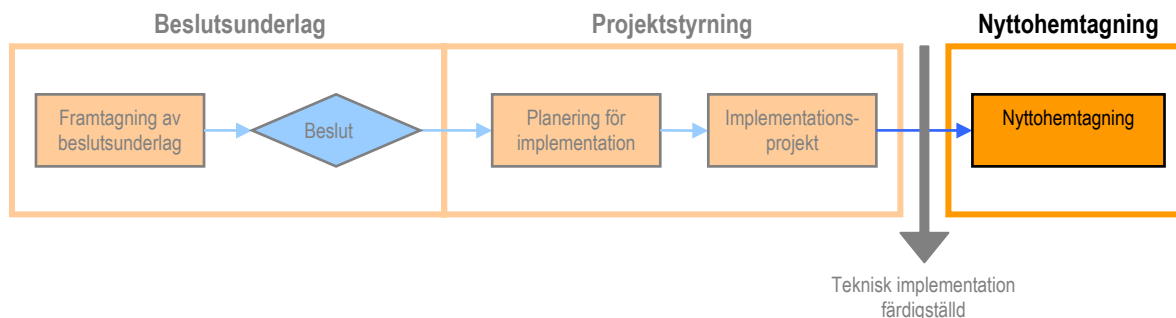 Beslutsunderlag
Projektstyrning
Nyttohemtagning
Framtagning av
beslutsunderlag
Beslut
Planering för
implementation
Implementations-
projekt
Nyttohemtagning
Teknisk implementation
färdigställd